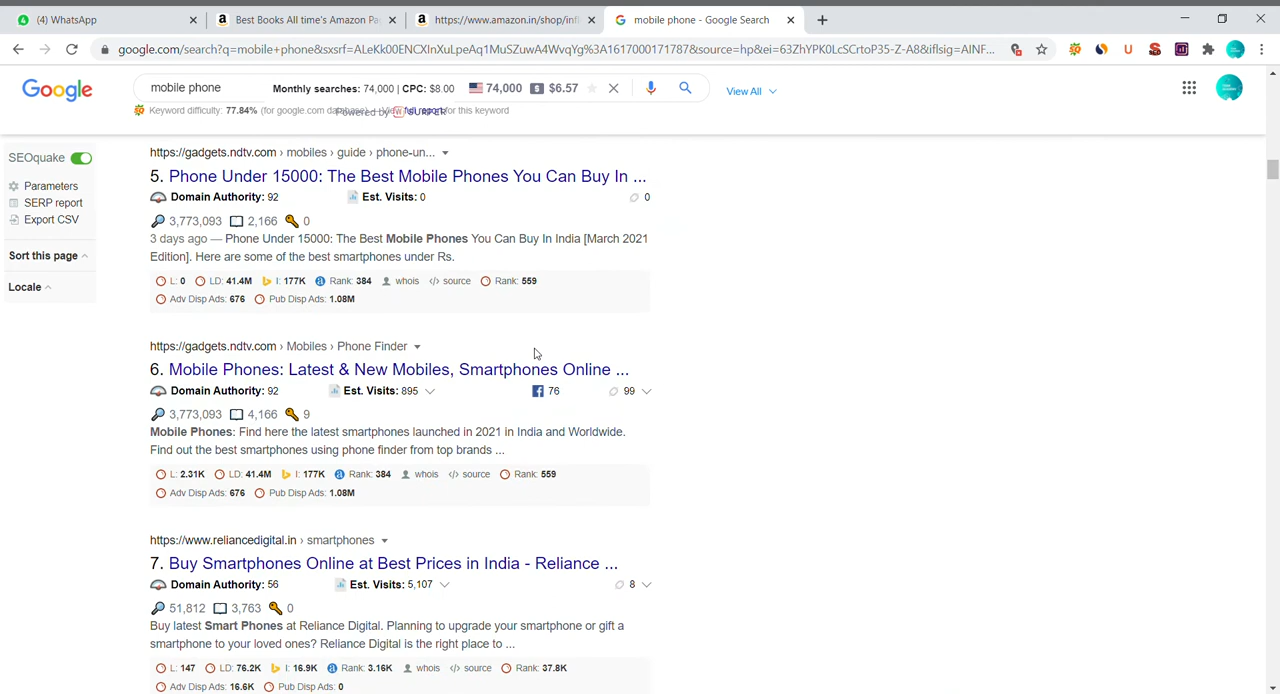 (4) WhatsApp
Best Books All time's Amazon Pa
https://www.amazon.in/shop/infl
mobile phone - Google Search
google.com/search?q=mobile+phone&sxsrf=ALeKk00ENCXInXuLpeAq1MuSZuwA4WvqYg%3A1617000171787&source=hp&ei=63ZhYPK0LcSCrtoP35-Z-A8&iflsig=AINF...
Google
mobile phone
Monthly searches: 74,000 | CPC: $8.00
74,000
$6.57
View All
Keyword difficulty: 77.84% (for google.com database) – View full report for this keyword
Powered by SURFER
SEOquake
Parameters
SERP report
Export CSV
Sort this page
Locale
https://gadgets.ndtv.com › mobiles › guide › phone-un...
5. Phone Under 15000: The Best Mobile Phones You Can Buy In ...
Domain Authority: 92 Est. Visits: 0 0
3,773,093 2,166 0
3 days ago — Phone Under 15000: The Best Mobile Phones You Can Buy In India [March 2021
Edition]. Here are some of the best smartphones under Rs.
L: 0 LD: 41.4M I: 177K Rank: 384 whois source Rank: 559
Adv Disp Ads: 676 Pub Disp Ads: 1.08M
https://gadgets.ndtv.com › Mobiles › Phone Finder
6. Mobile Phones: Latest & New Mobiles, Smartphones Online ...
Domain Authority: 92 Est. Visits: 895 76 99
3,773,093 4,166 9
Mobile Phones: Find here the latest smartphones launched in 2021 in India and Worldwide.
Find out the best smartphones using phone finder from top brands ...
L: 2.31K LD: 41.4M I: 177K Rank: 384 whois source Rank: 559
Adv Disp Ads: 676 Pub Disp Ads: 1.08M
https://www.reliancedigital.in › smartphones
7. Buy Smartphones Online at Best Prices in India - Reliance ...
Domain Authority: 56 Est. Visits: 5,107 8
51,812 3,763 0
Buy latest Smart Phones at Reliance Digital. Planning to upgrade your smartphone or gift a
smartphone to your loved ones? Reliance Digital is the right place to ...
L: 147 LD: 76.2K I: 16.9K Rank: 3.16K whois source Rank: 37.8K
Adv Disp Ads: 16.6K Pub Disp Ads: 0